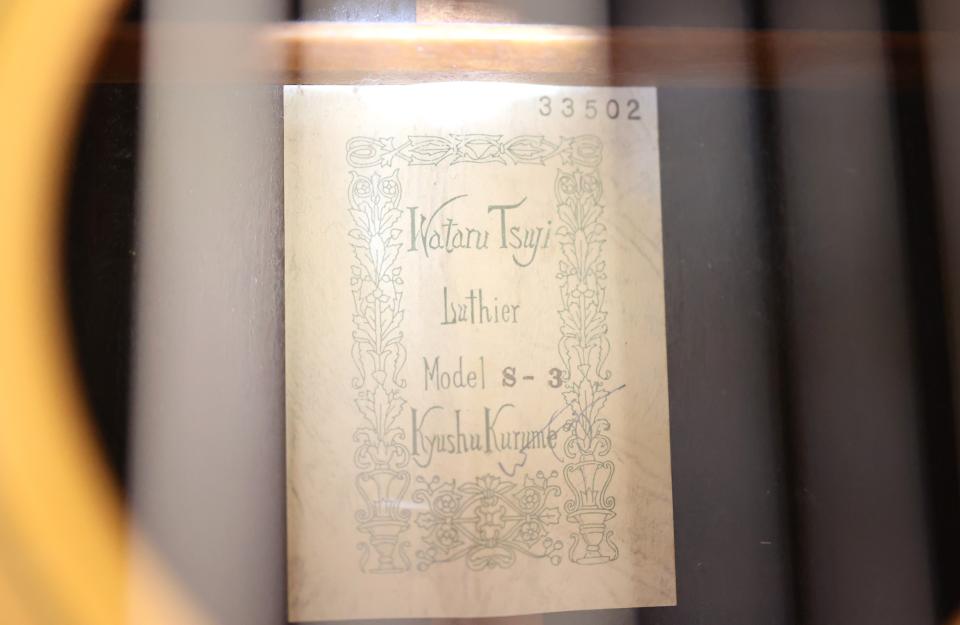 33502
Wataru Tsuji
Luthier
Model S-3
Kyushu Kurume